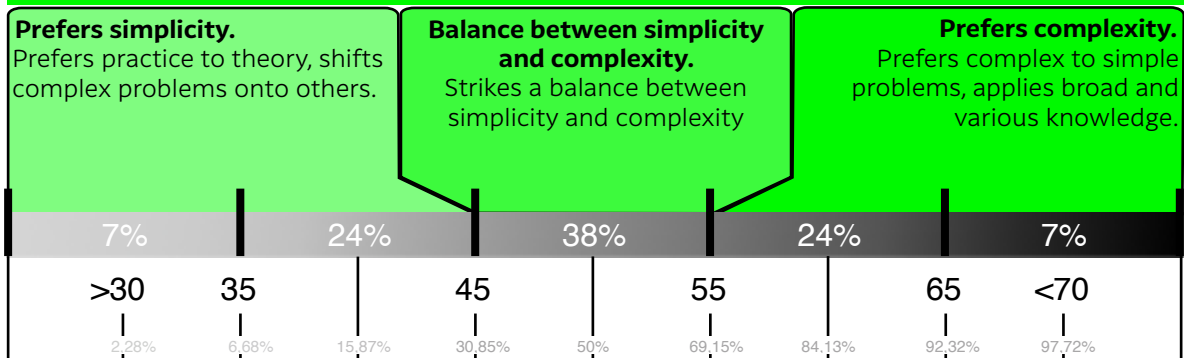 Prefers simplicity.
Prefers practice to theory, shifts
complex problems onto others.
Balance between simplicity
and complexity.
Strikes a balance between
simplicity and complexity
Prefers complexity.
Prefers complex to simple
problems, applies broad and
various knowledge.
7% 24% 38% 24% 7%
>30 35 45 55 65 <70
2,28% 6,68% 15,87% 30,85% 50% 69,15% 84,13% 92,32% 97,72%